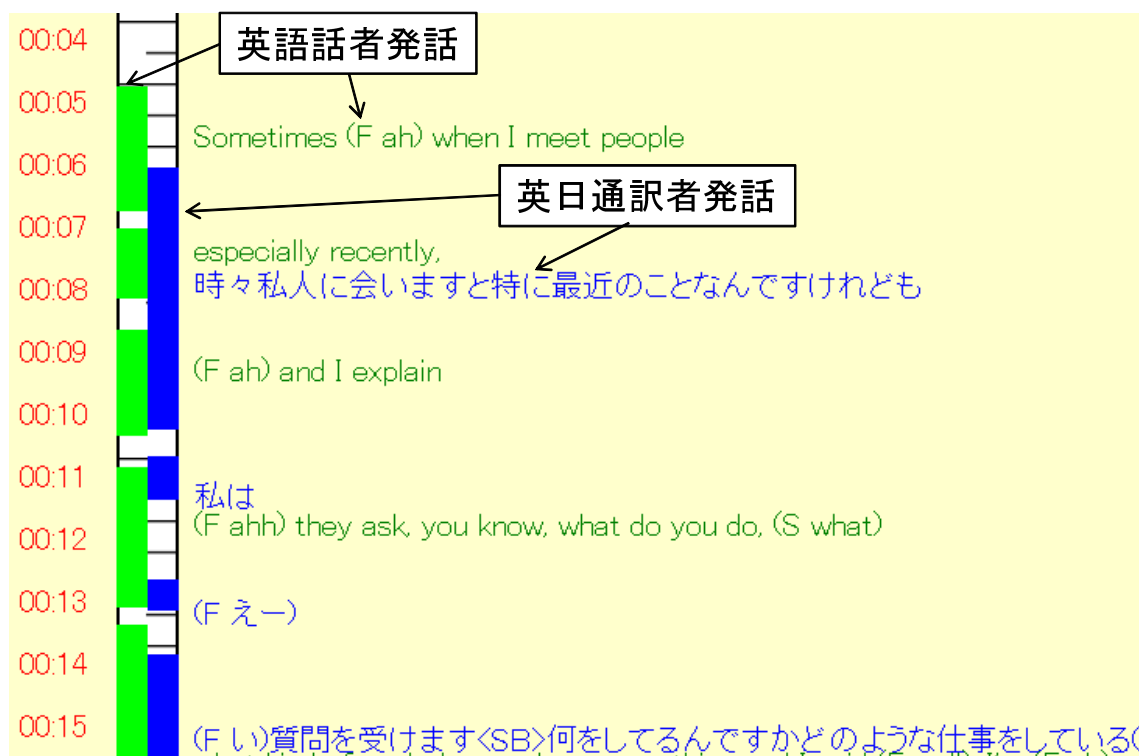 00:04
英語話者発話
00:05
Sometimes (F ah) when I meet people
00:06
英日通訳者発話
00:07
especially recently,
時々私人に会いますと特に最近のことなんですけれども
00:08
00:09
(F ah) and I explain
00:10
00:11
私は
(F ahh) they ask, you know, what do you do, (S what)
00:12
00:13
(F えー)
00:14
00:15
(F い)質問を受けます<SB>何をしてるんですかどのような仕事をしている(